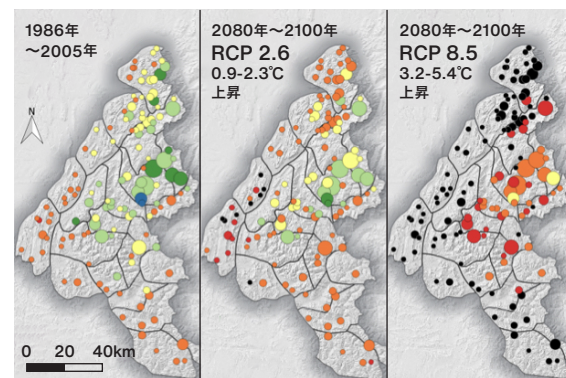 1986年
～2005年
2080年～2100年
RCP 2.6
0.9-2.3℃
上昇
2080年～2100年
RCP 8.5
3.2-5.4℃
上昇
N
0 20 40km